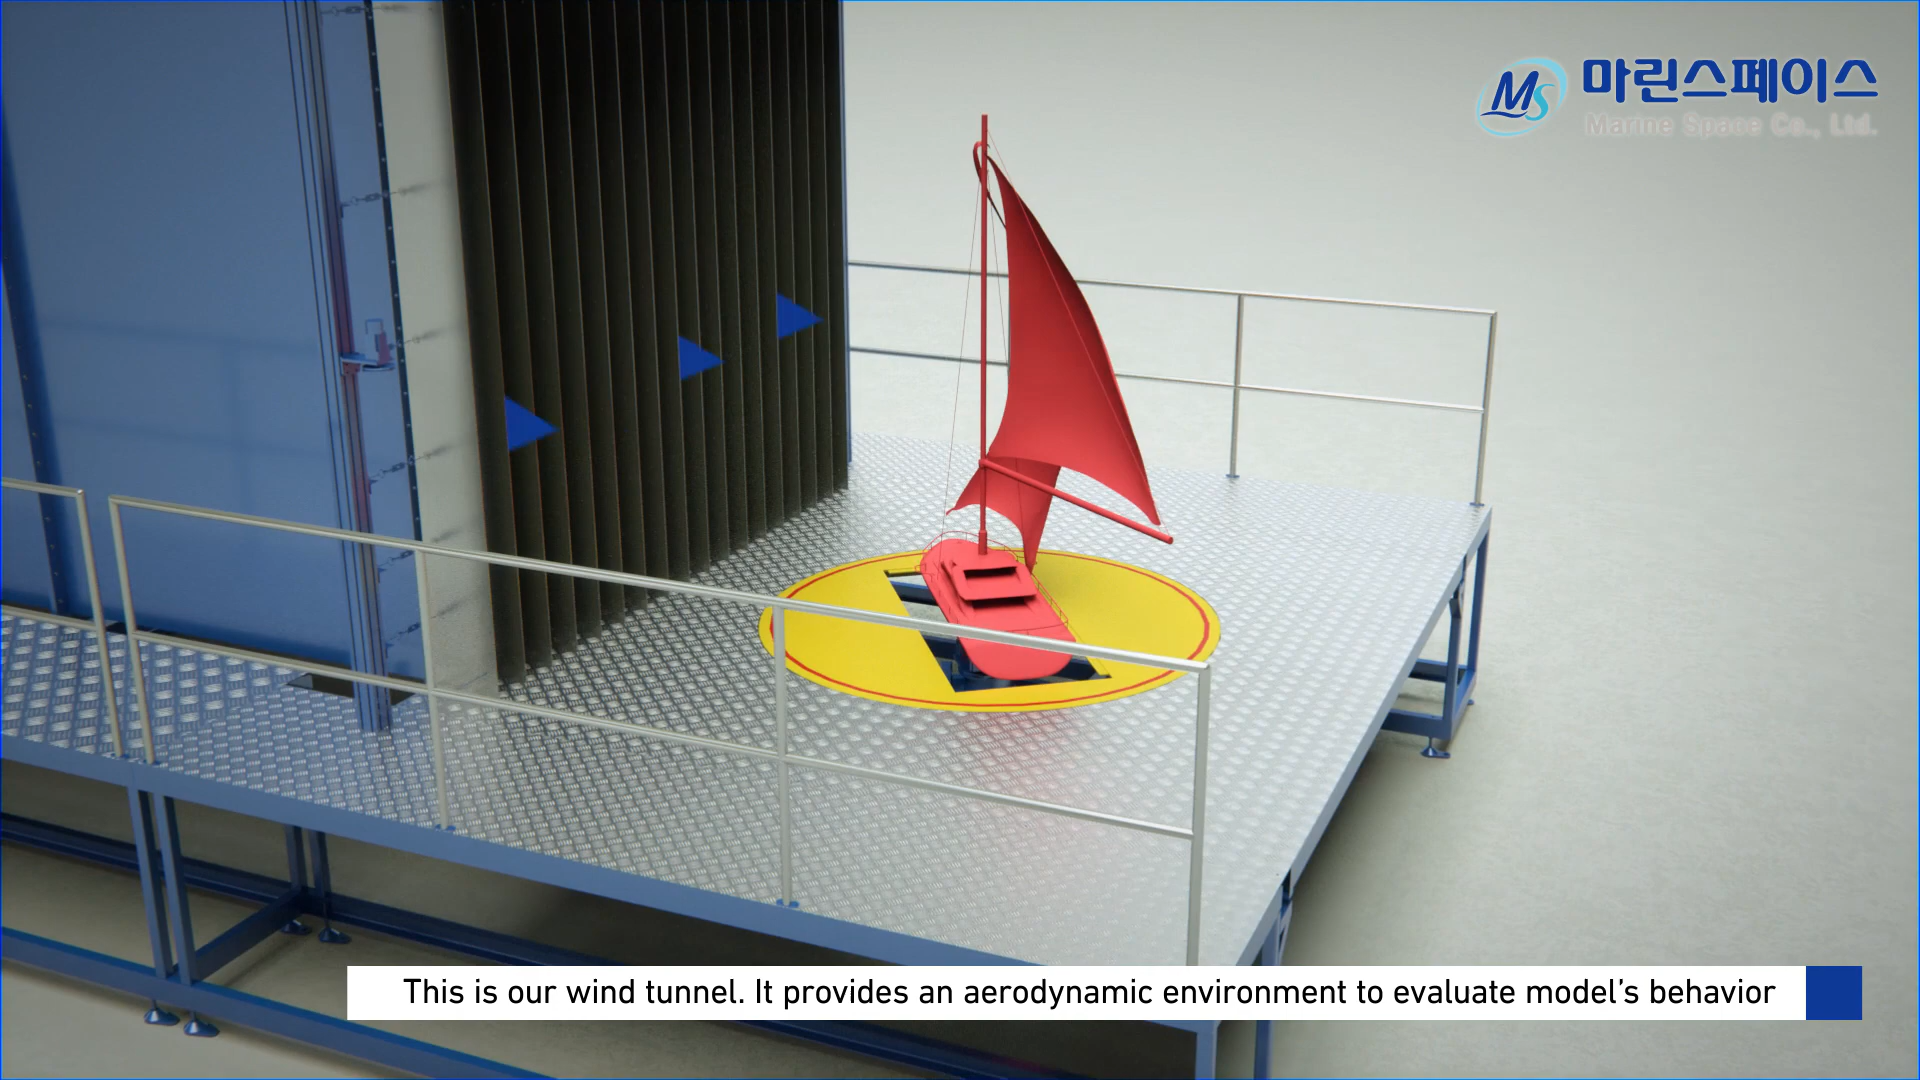 MS 마린스페이스
Marine Space Co., Ltd.
This is our wind tunnel. It provides an aerodynamic environment to evaluate model's behavior